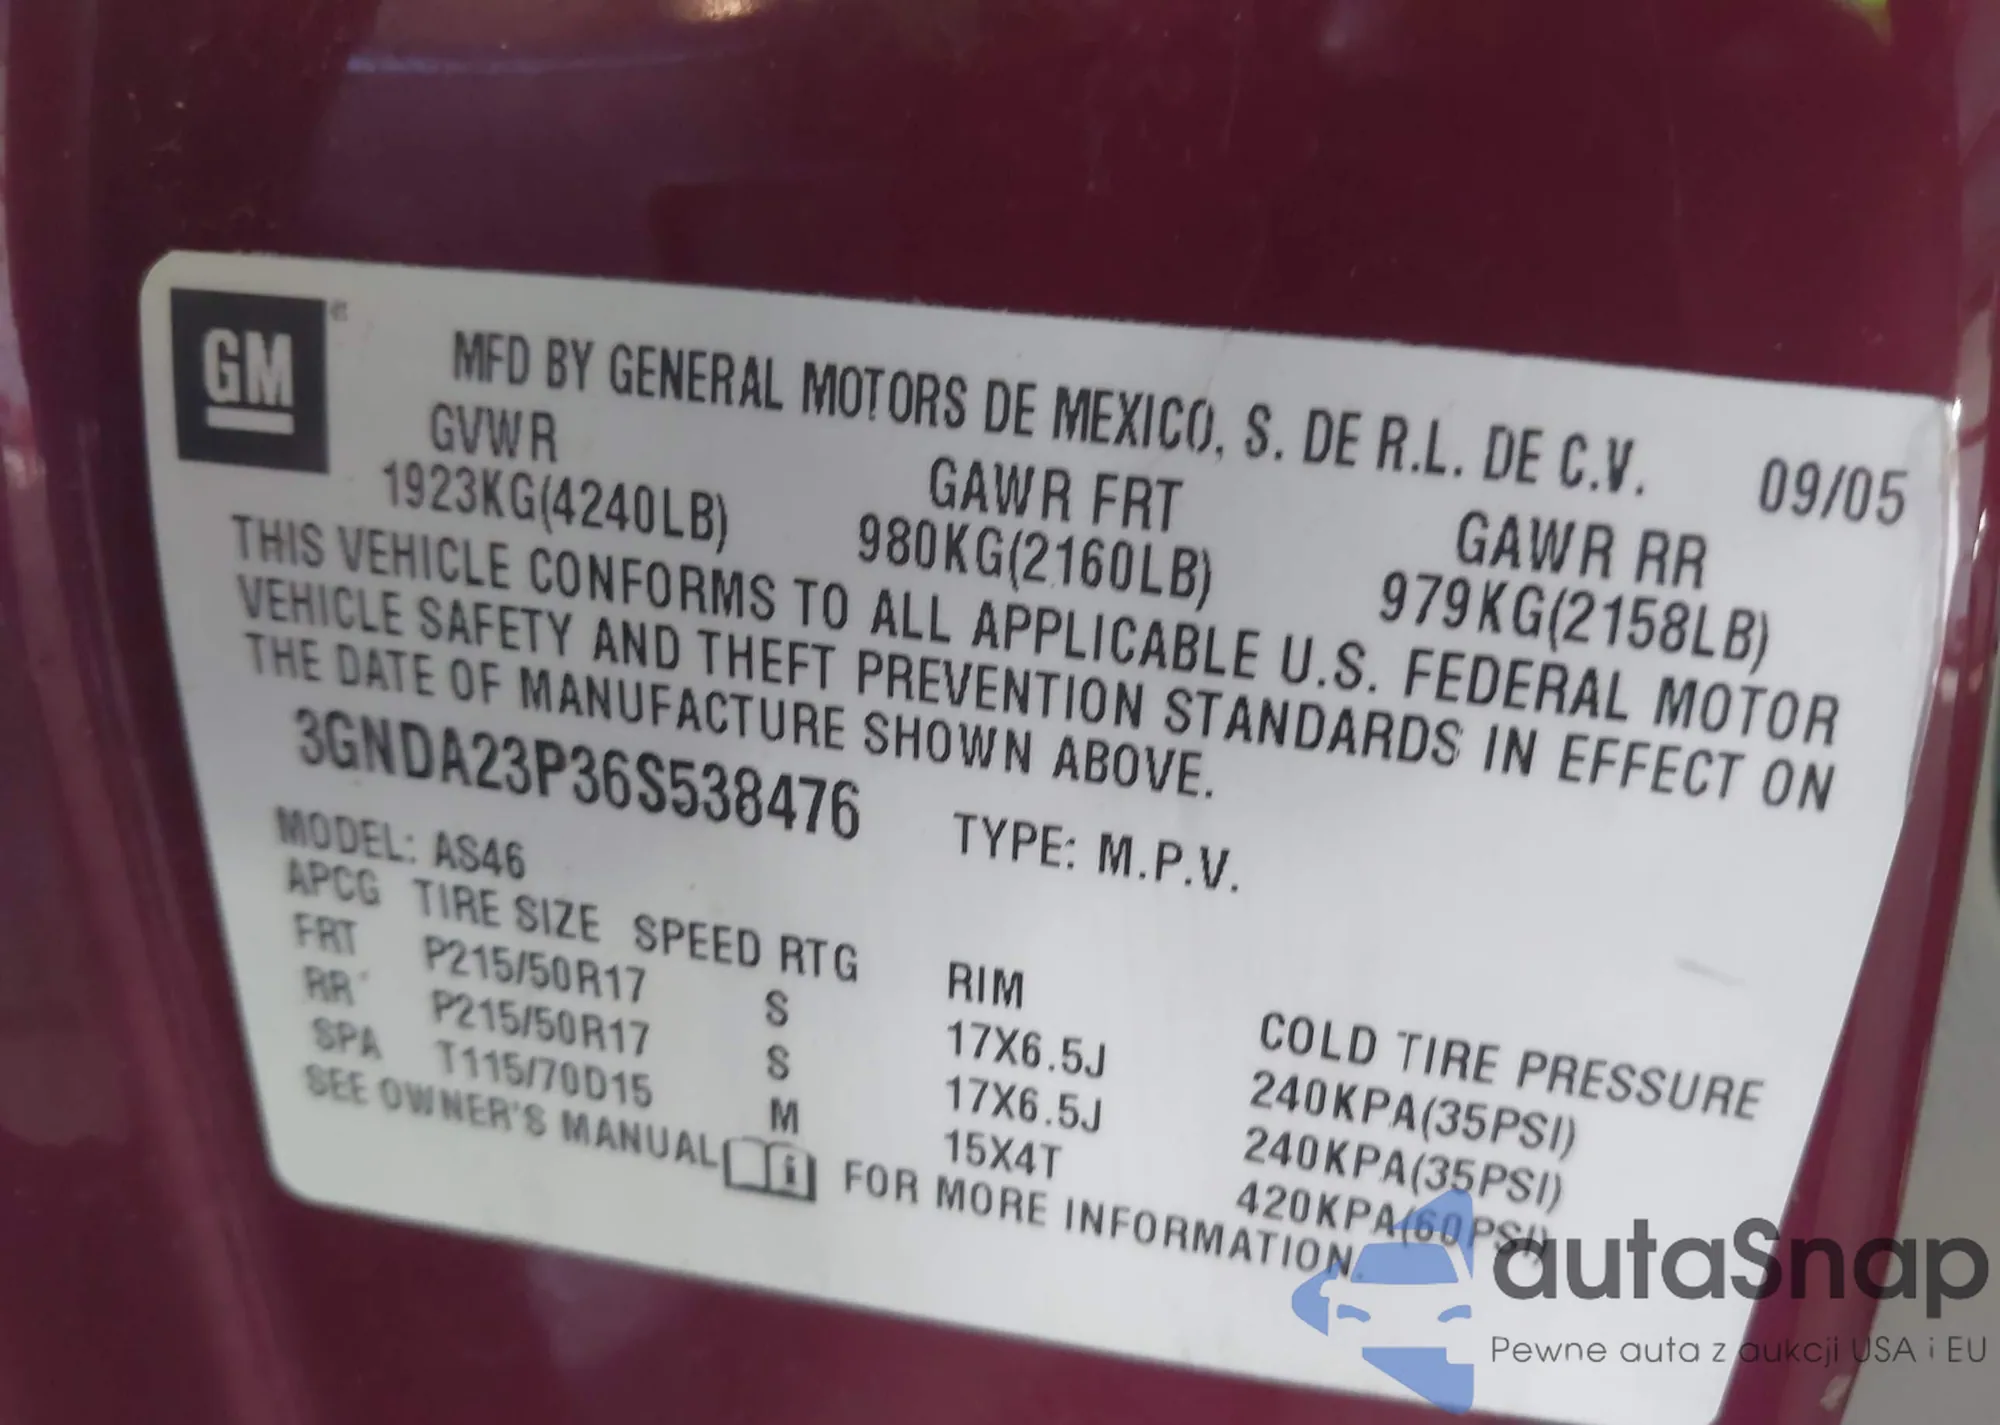 GM
MFD BY GENERAL MOTORS DE MEXICO, S. DE R.L. DE C.V. 09/05
GVWR GAWR FRT GAWR RR
1923KG(4240LB) 980KG(2160LB) 979KG(2158LB)
THIS VEHICLE CONFORMS TO ALL APPLICABLE U.S. FEDERAL MOTOR
VEHICLE SAFETY AND THEFT PREVENTION STANDARDS IN EFFECT ON
THE DATE OF MANUFACTURE SHOWN ABOVE.
3GNDA23P36S538476 TYPE: M.P.V.
MODEL: AS46
APCG TIRE SIZE SPEED RTG RIM COLD TIRE PRESSURE
FRT P215/50R17 S 17X6.5J 240KPA(35PSI)
RR P215/50R17 S 17X6.5J 240KPA(35PSI)
SPA T115/70D15 M 15X4T 420KPA(60PSI)
SEE OWNER'S MANUAL i FOR MORE INFORMATION.
autaSnap
Pewne auta z aukcji USA i EU